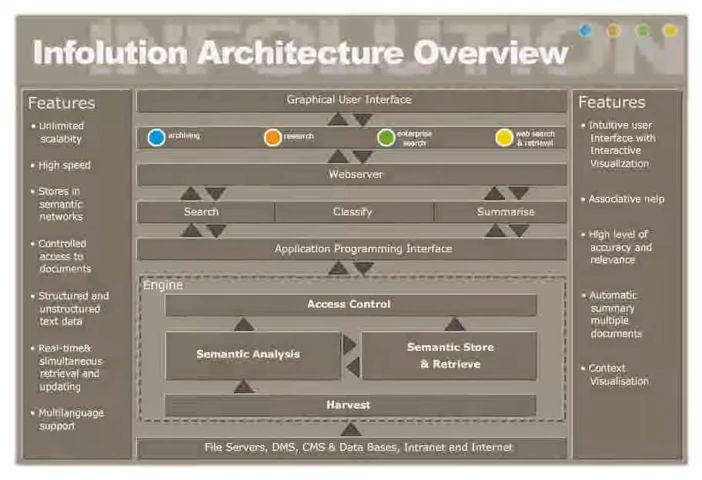 INFOLUTION
Infolution Architecture Overview
Features
• Unlimited
scalabity
• High speed
• Stores in
semantic
networks
• Controlled
access to
documents
• Structured and
unstructured
text data
• Real-time&
simultaneous
retrieval and
updating
• Multilanguage
support
Graphical User Interface
archiving
research
enterprise
search
web search
& retrieval
Webserver
Search
Classify
Summarise
Application Programming Interface
Engine
Access Control
Semantic Analysis
Semantic Store
& Retrieve
Harvest
File Servers, DMS, CMS & Data Bases, Intranet and Internet
Features
• Intuitive user
Interface with
Interactive
Visualization
• Associative help
• High level of
accuracy and
relevance
• Automatic
summary
multiple
documents
• Context
Visualisation